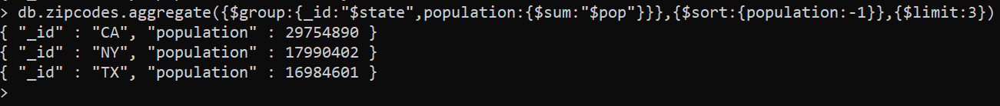 > db.zipcodes.aggregate({$group:{_id:"$state",population:{$sum:"$pop"}}},{$sort:{population:-1}},{$limit:3})
{ "_id" : "CA", "population" : 29754890 }
{ "_id" : "NY", "population" : 17990402 }
{ "_id" : "TX", "population" : 16984601 }
>